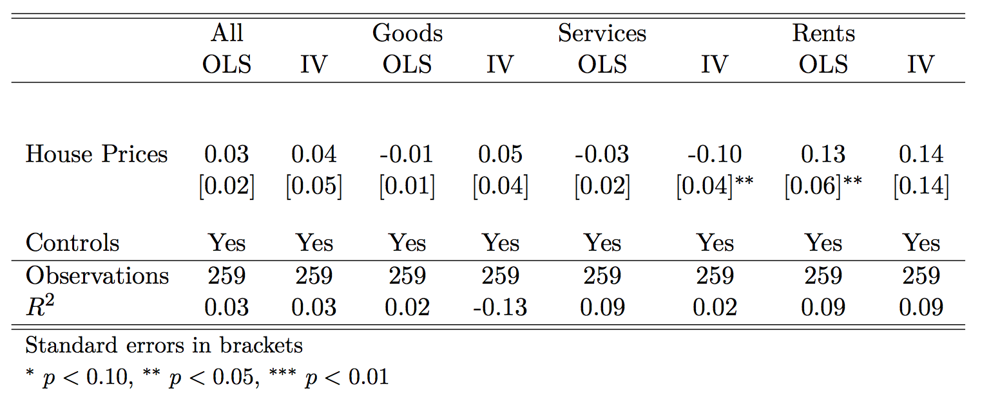 All Goods Services Rents
OLS IV OLS IV OLS IV OLS IV
House Prices 0.03 0.04 -0.01 0.05 -0.03 -0.10 0.13 0.14
[0.02] [0.05] [0.01] [0.04] [0.02] [0.04]** [0.06]** [0.14]
Controls Yes Yes Yes Yes Yes Yes Yes Yes
Observations 259 259 259 259 259 259 259 259
R² 0.03 0.03 0.02 -0.13 0.09 0.02 0.09 0.09
Standard errors in brackets
* p < 0.10, ** p < 0.05, *** p < 0.01